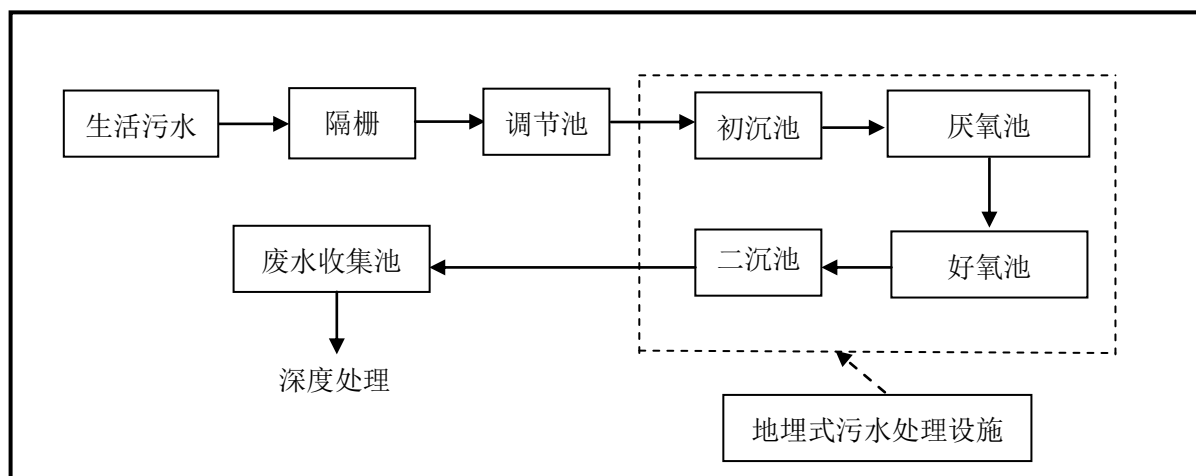 生活污水
隔栅
调节池
初沉池
厌氧池
废水收集池
二沉池
好氧池
深度处理
地埋式污水处理设施